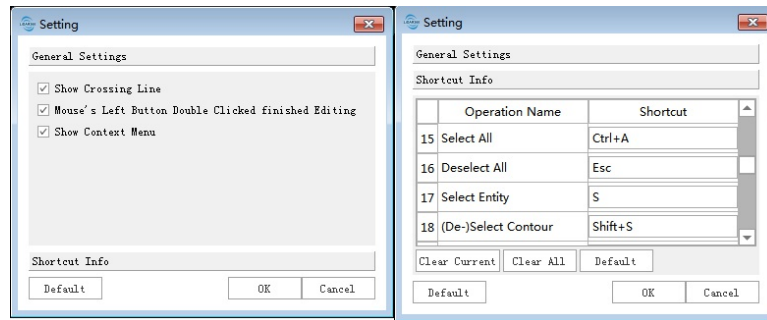 Setting
General Settings
Show Crossing Line
Mouse's Left Button Double Clicked finished Editing
Show Context Menu
Shortcut Info
Default OK Cancel
Setting
General Settings
Shortcut Info
Operation Name Shortcut
15 Select All Ctrl+A
16 Deselect All Esc
17 Select Entity S
18 (De-)Select Contour Shift+S
Clear Current Clear All Default
Default OK Cancel